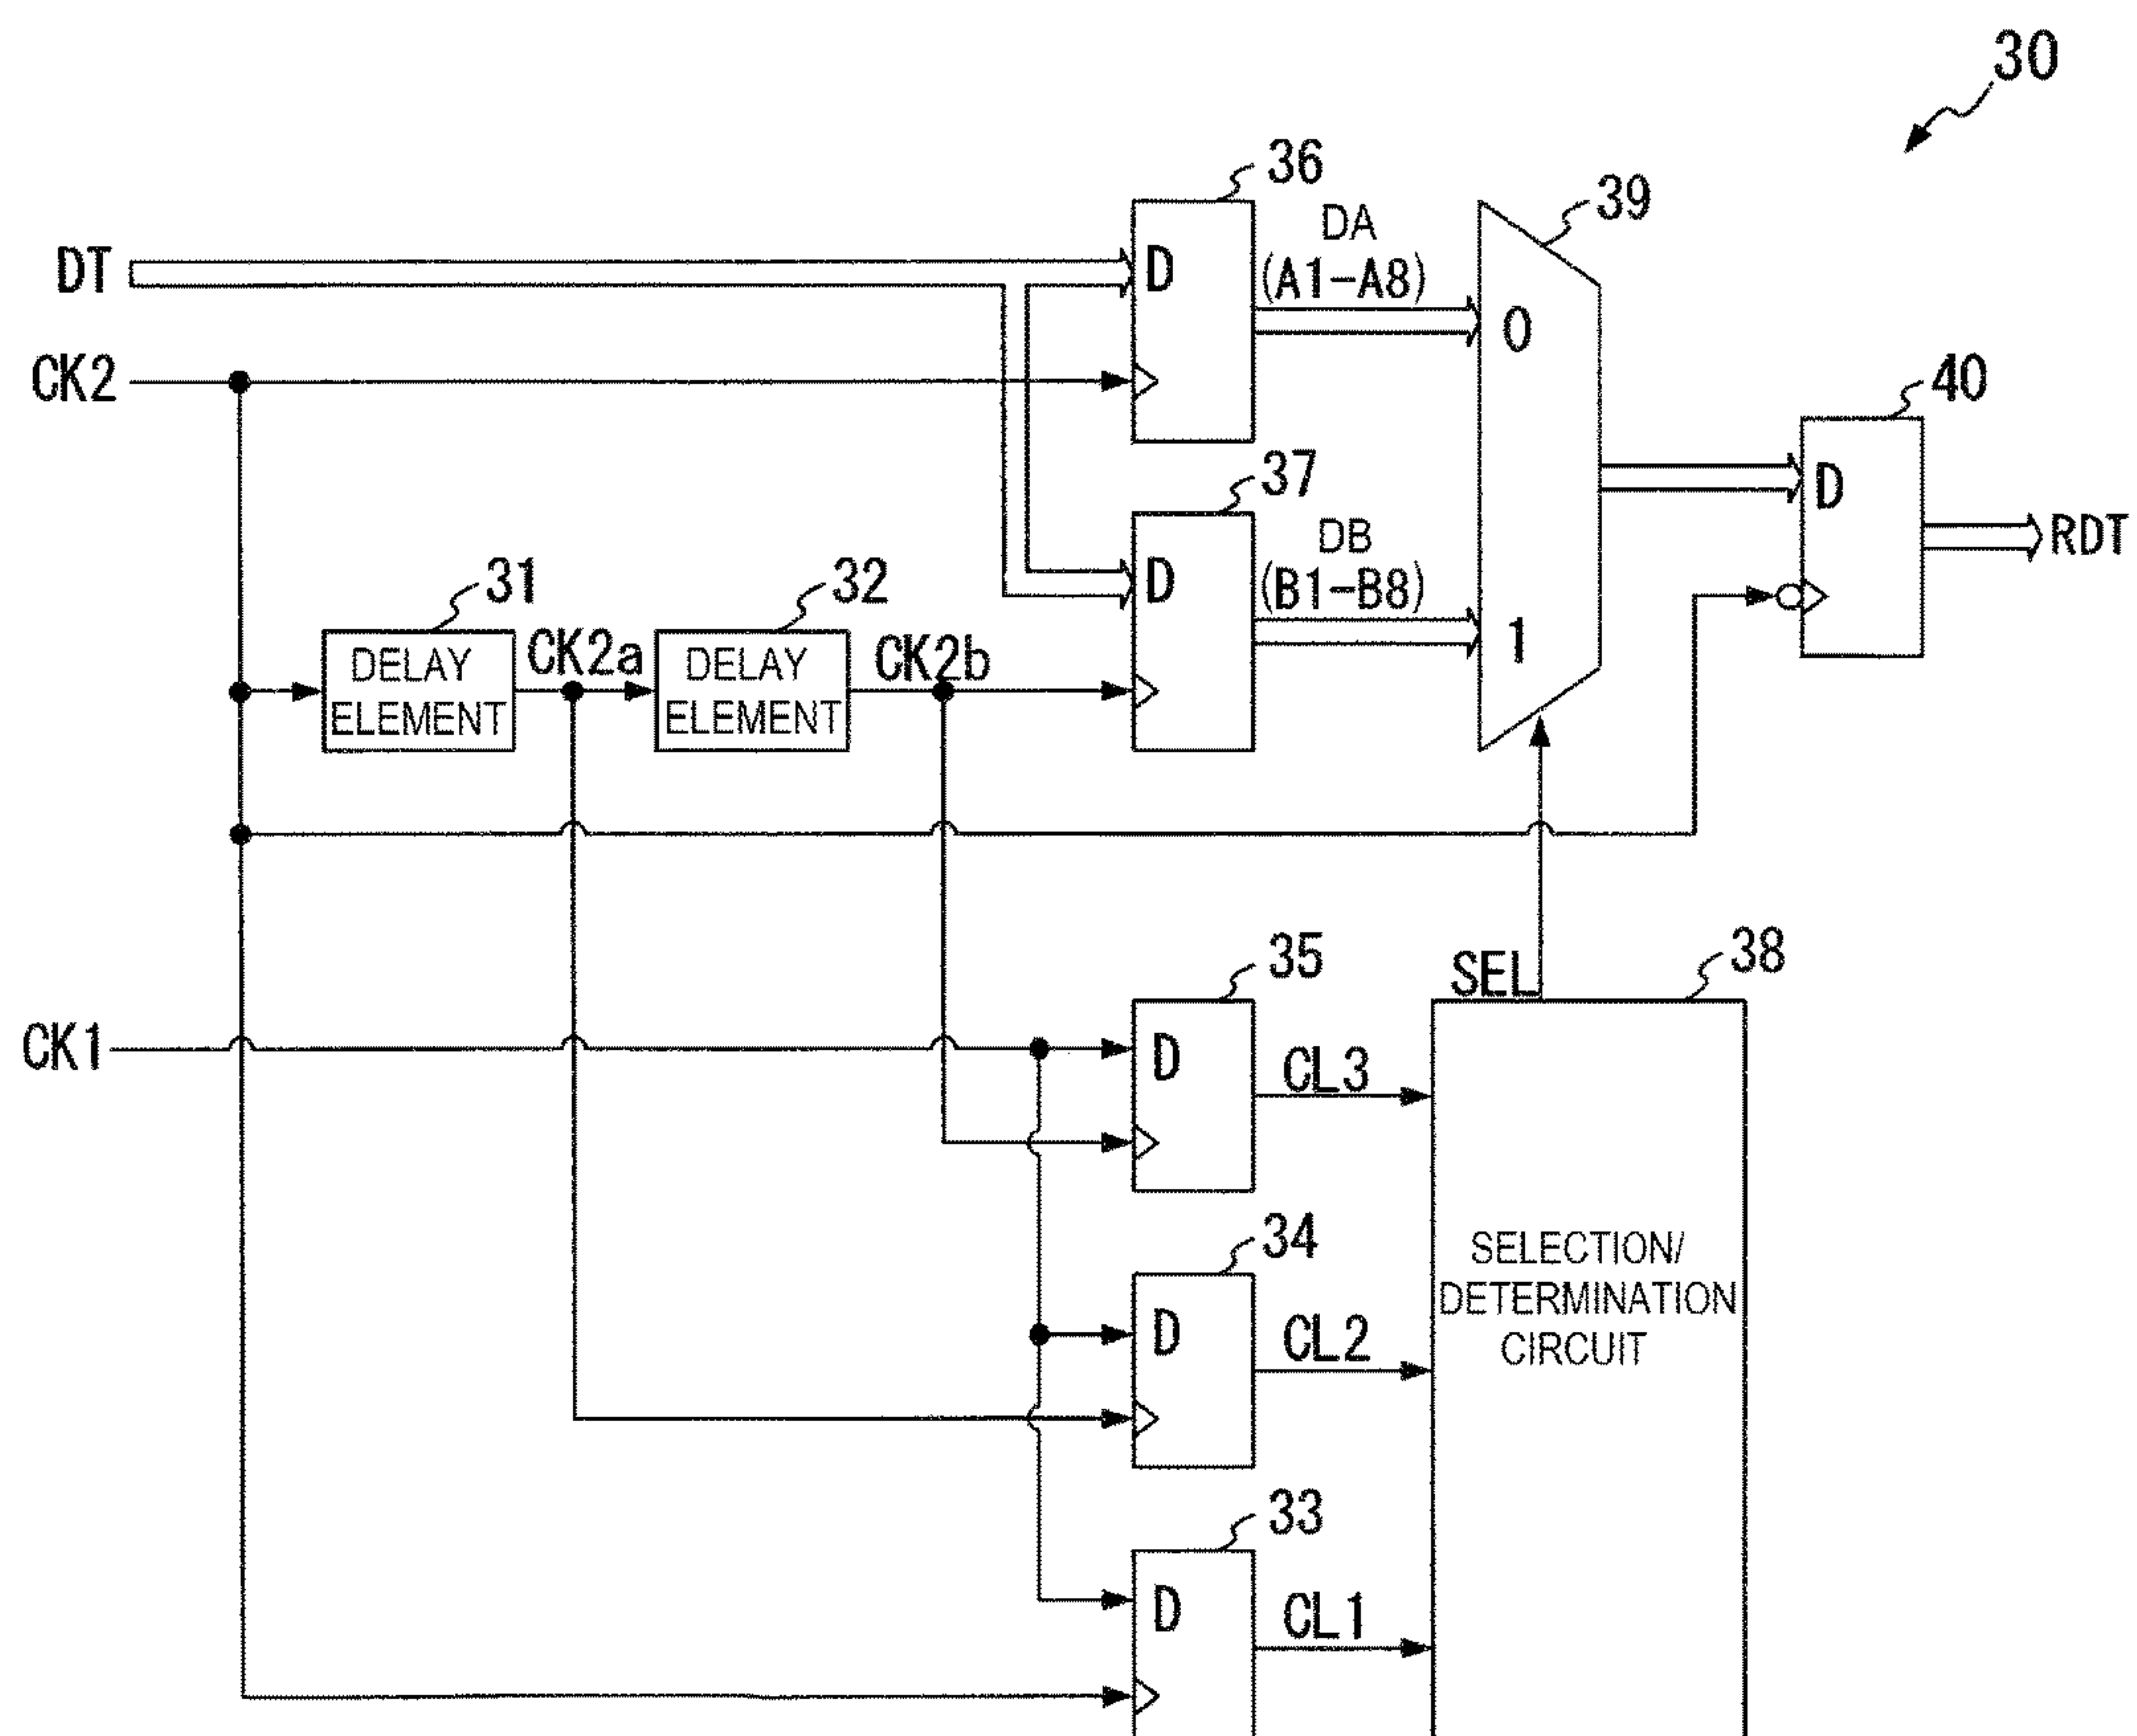 30
36
DA
39
DT
D
(A1-A8)
0
CK2
40
37
D
DB
D
(B1-B8)
1
RDT
31
CK2a
32
CK2b
DELAY
ELEMENT
DELAY
ELEMENT
35
SEL
38
CK1
D
CL3
34
D
CL2
SELECTION/
DETERMINATION
CIRCUIT
33
D
CL1